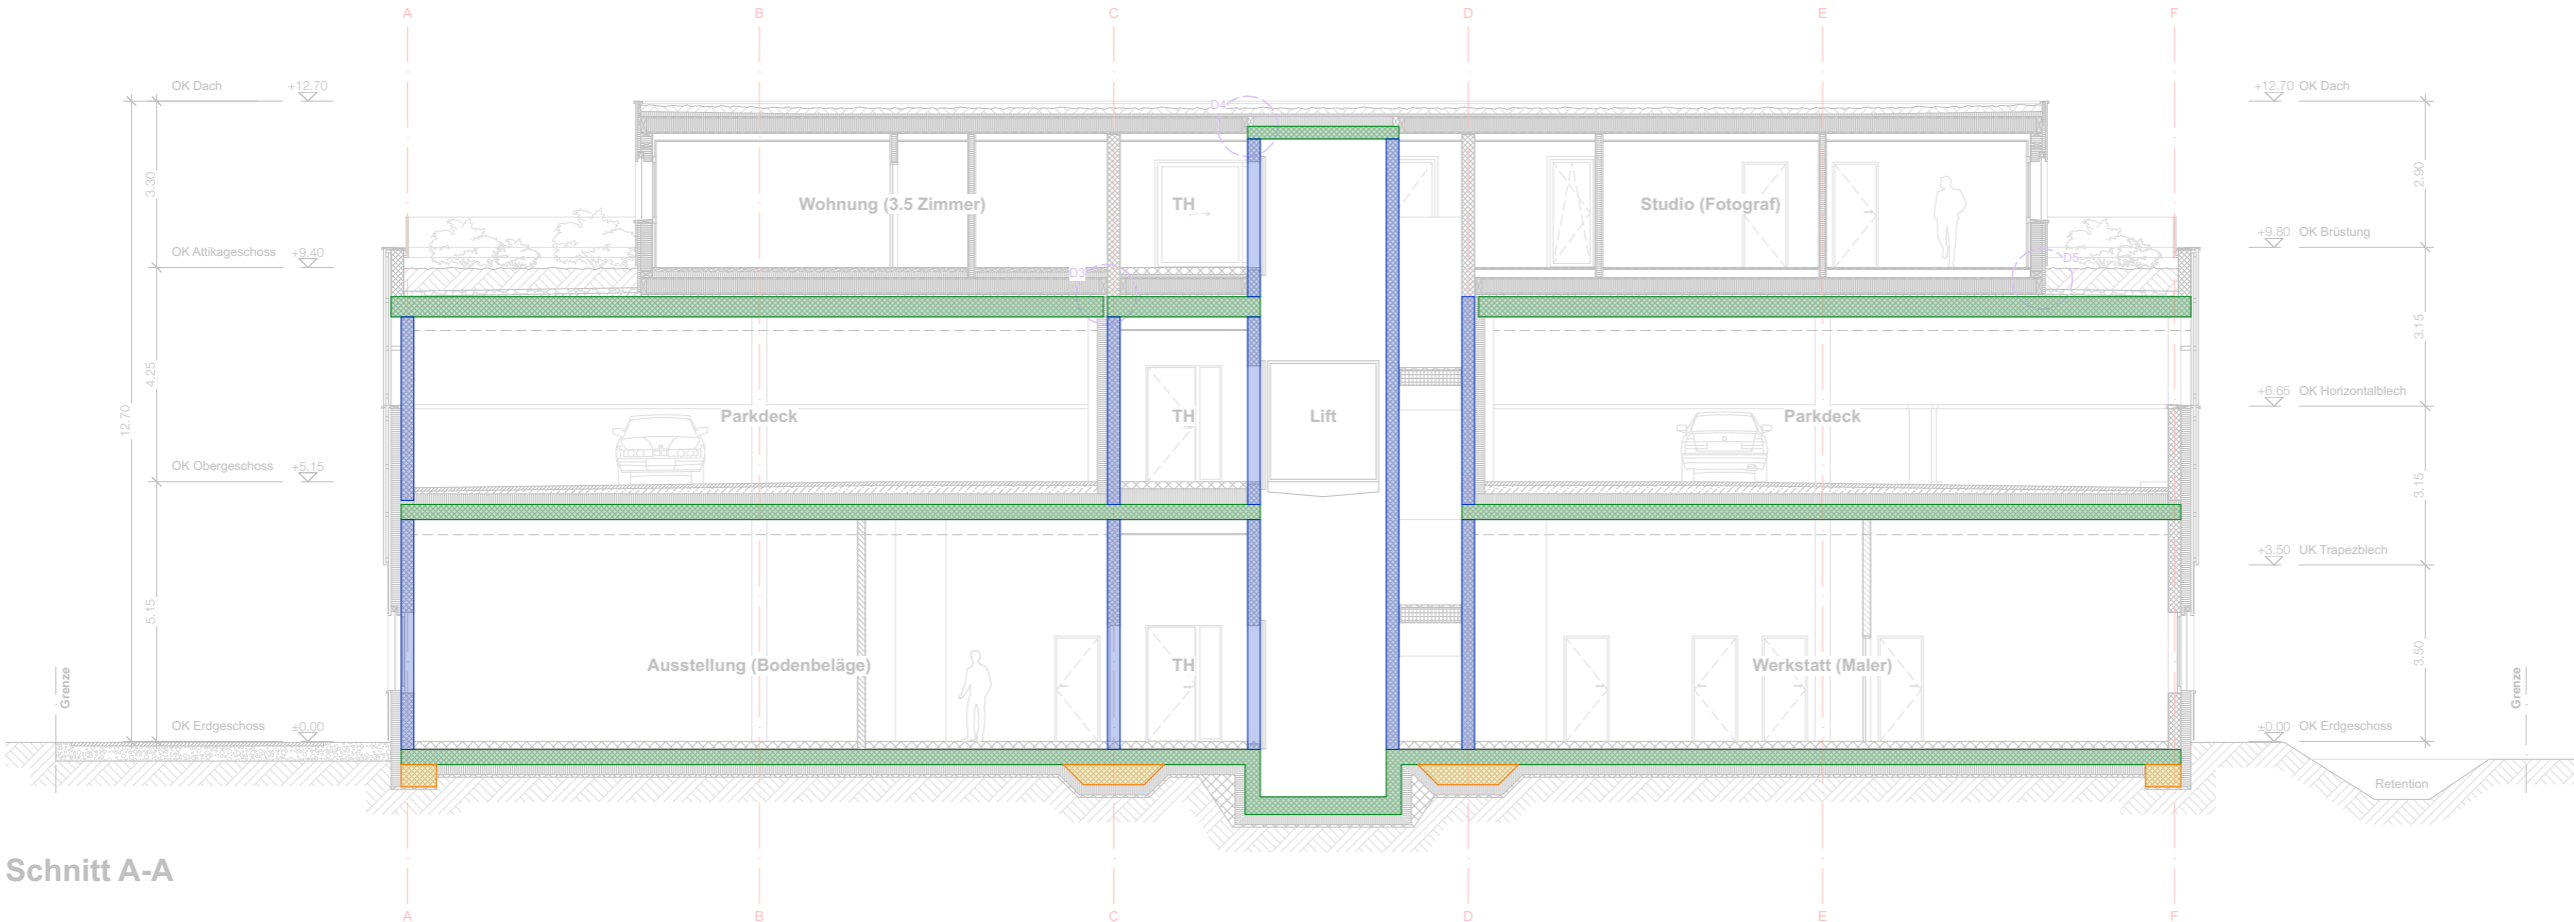 A B C D E F
OK Dach +12.70
+12.70 OK Dach
D4
3.30
2.90
Wohnung (3.5 Zimmer)
TH
Studio (Fotograf)
OK Attikageschoss +9.40
+9.80 OK Brüstung
D3
D5
4.25
3.15
12.70
+6.65 OK Horizontalblech
Parkdeck
TH
Lift
Parkdeck
OK Obergeschoss +5.15
3.15
+3.50 UK Trapezblech
5.15
3.50
Ausstellung (Bodenbeläge)
TH
Werkstatt (Maler)
Grenze
Grenze
OK Erdgeschoss ±0.00
±0.00 OK Erdgeschoss
Retention
Schnitt A-A
A B C D E F